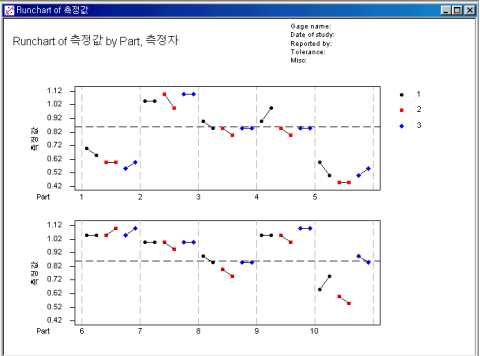 Runchart of 측정값
Runchart of 측정값 by Part, 측정자
Gage name:
Date of study:
Reported by:
Tolerance:
Misc:
1.12
1.02
0.92
0.82
0.72
0.62
0.52
0.42
측정값
Part 1 2 3 4 5
1
2
3
1.12
1.02
0.92
0.82
0.72
0.62
0.52
0.42
측정값
Part 6 7 8 9 10